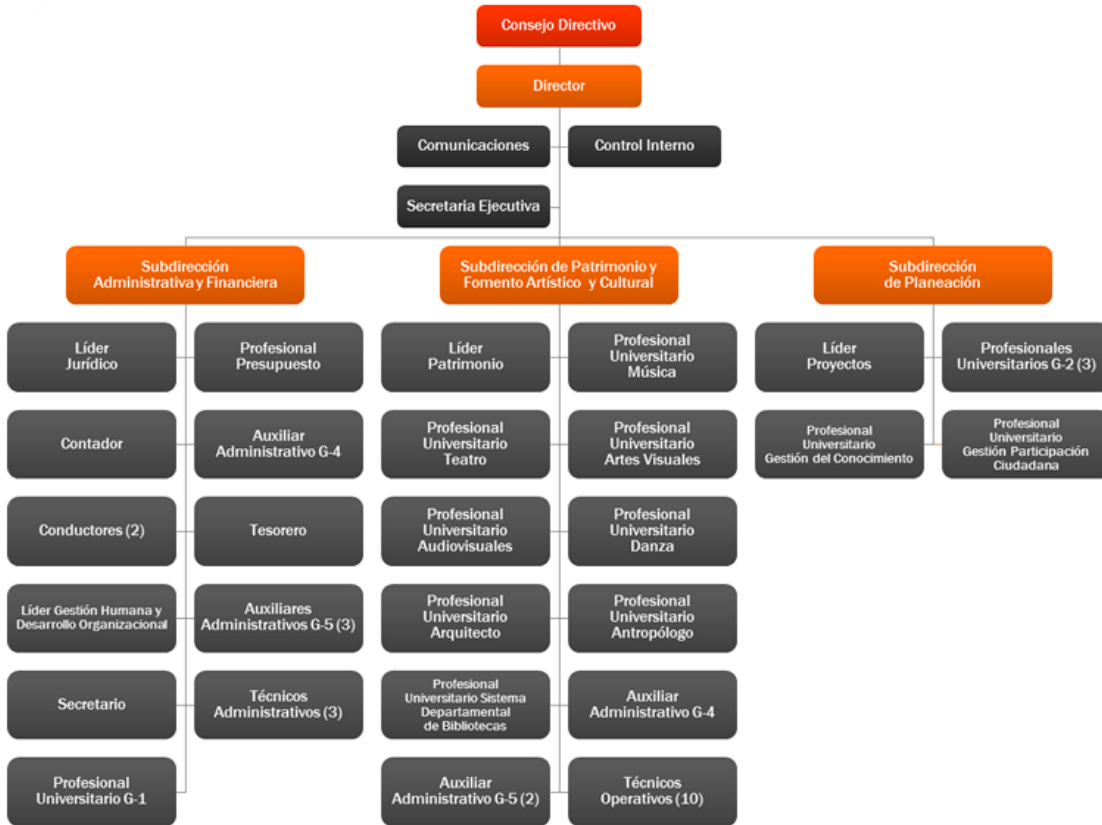 Consejo Directivo
Director
Comunicaciones
Control Interno
Secretaria Ejecutiva
Subdirección
Administrativa y Financiera
Subdirección de Patrimonio y
Fomento Artístico y Cultural
Subdirección
de Planeación
Líder
Jurídico
Profesional
Presupuesto
Líder
Patrimonio
Profesional
Universitario
Música
Líder
Proyectos
Profesionales
Universitarios G-2 (3)
Contador
Auxiliar
Administrativo G-4
Profesional
Universitario
Teatro
Profesional
Universitario
Artes Visuales
Profesional
Universitario
Gestión del Conocimiento
Profesional
Universitario
Gestión Participación
Ciudadana
Conductores (2)
Tesorero
Profesional
Universitario
Audiovisuales
Profesional
Universitario
Danza
Líder Gestión Humana y
Desarrollo Organizacional
Auxiliares
Administrativos G-5 (3)
Profesional
Universitario
Arquitecto
Profesional
Universitario
Antropólogo
Secretario
Técnicos
Administrativos (3)
Profesional
Universitario Sistema
Departamental
de Bibliotecas
Auxiliar
Administrativo G-4
Profesional
Universitario G-1
Auxiliar
Administrativo G-5 (2)
Técnicos
Operativos (10)